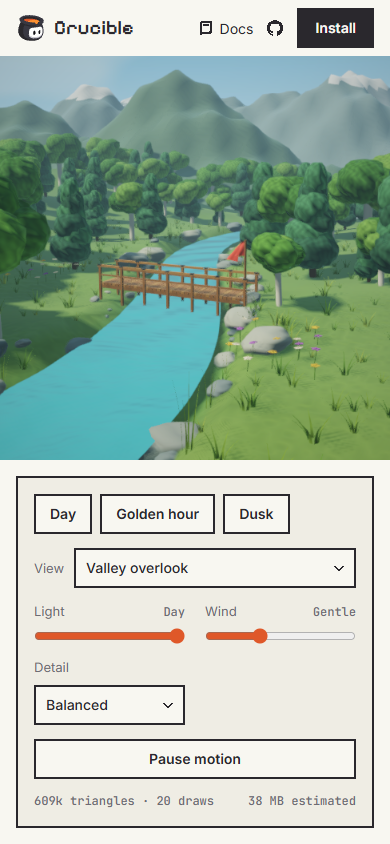 Crucible Docs Install
Day Golden hour Dusk
View Valley overlook
Light Day Wind Gentle
Detail
Balanced
Pause motion
609k triangles · 20 draws 38 MB estimated